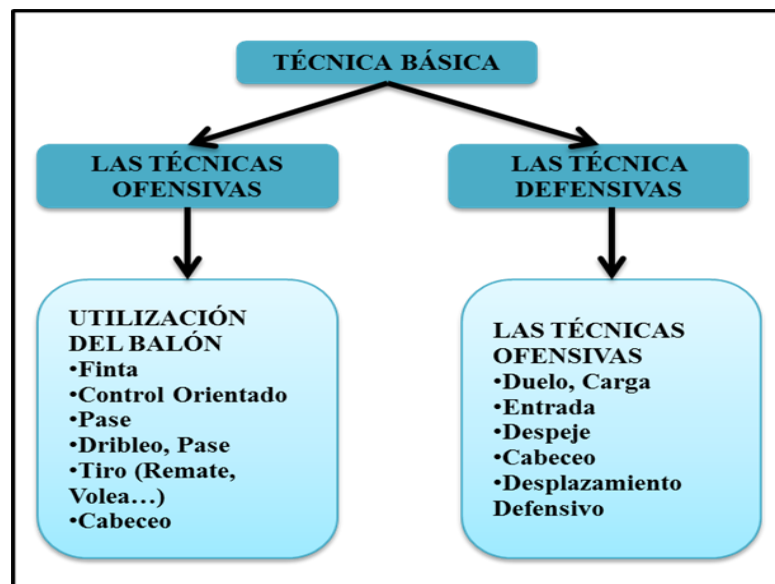 TÉCNICA BÁSICA
LAS TÉCNICAS
OFENSIVAS
LAS TÉCNICA
DEFENSIVAS
UTILIZACIÓN
DEL BALÓN
•Finta
•Control Orientado
•Pase
•Dribleo, Pase
•Tiro (Remate,
Volea…)
•Cabeceo
LAS TÉCNICAS
OFENSIVAS
•Duelo, Carga
•Entrada
•Despeje
•Cabeceo
•Desplazamiento
Defensivo